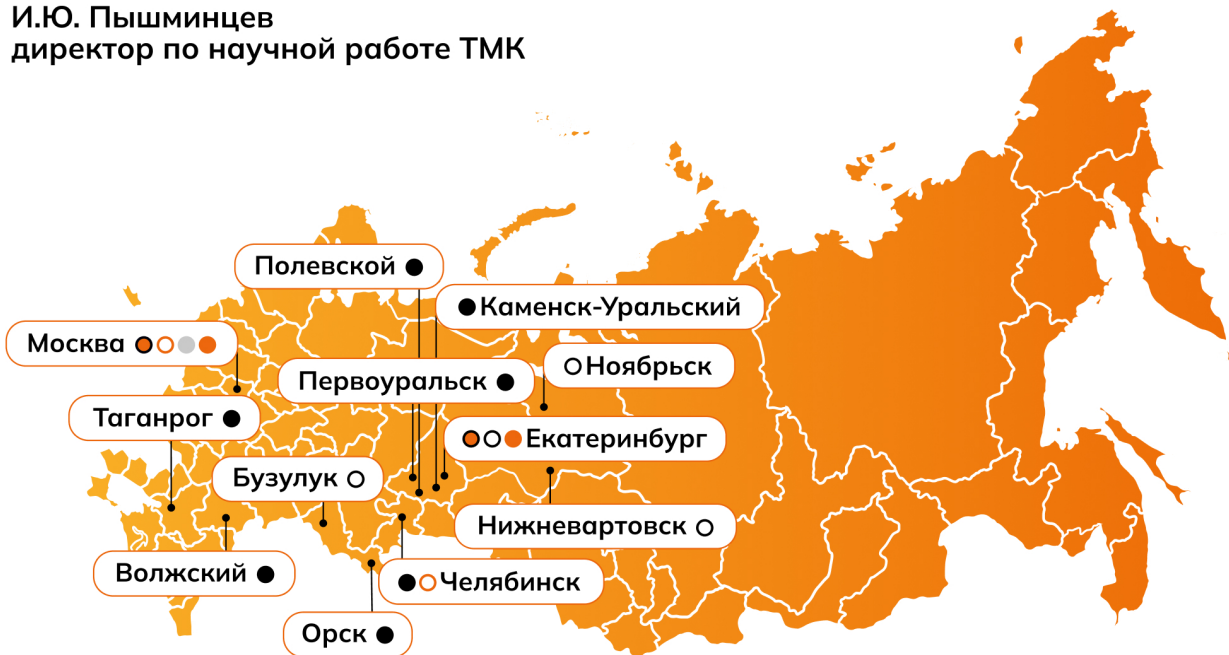 И.Ю. Пышминцев
директор по научной работе ТМК
Полевской
Каменск-Уральский
Москва
Ноябрьск
Первоуральск
Таганрог
Екатеринбург
Бузулук
Нижневартовск
Волжский
Челябинск
Орск